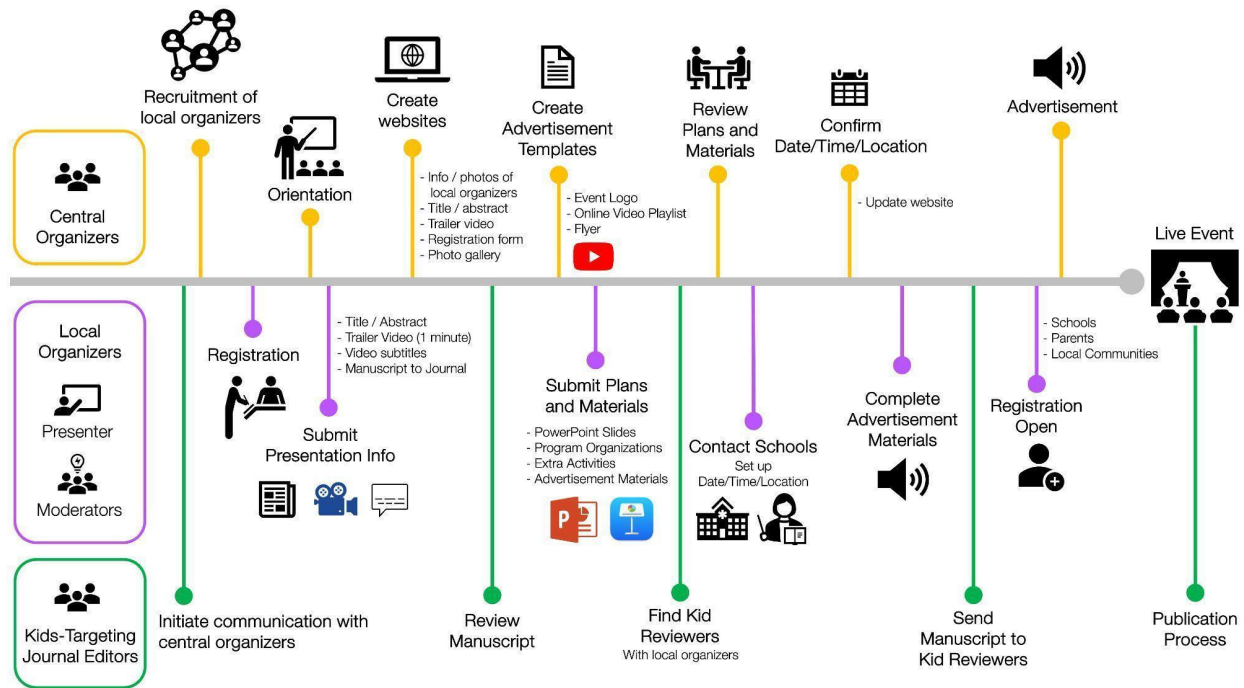 Recruitment of
local organizers
Create
websites
Create
Advertisement
Templates
Review
Plans and
Materials
Confirm
Date/Time/Location
Advertisement
Orientation
Central
Organizers
- Info / photos of
local organizers
- Title / abstract
- Trailer video
- Registration form
- Photo gallery
- Event Logo
- Online Video Playlist
- Flyer
- Update website
Live Event
Local
Organizers
Presenter
Moderators
Registration
- Title / Abstract
- Trailer Video (1 minute)
- Video subtitles
- Manuscript to Journal
Submit
Presentation Info
Submit Plans
and Materials
- PowerPoint Slides
- Program Organizations
- Extra Activities
- Advertisement Materials
P
Contact Schools
Set up
Date/Time/Location
Complete
Advertisement
Materials
- Schools
- Parents
- Local Communities
Registration
Open
Kids-Targeting
Journal Editors
Initiate communication with
central organizers
Review
Manuscript
Find Kid
Reviewers
With local organizers
Send
Manuscript to
Kid Reviewers
Publication
Process